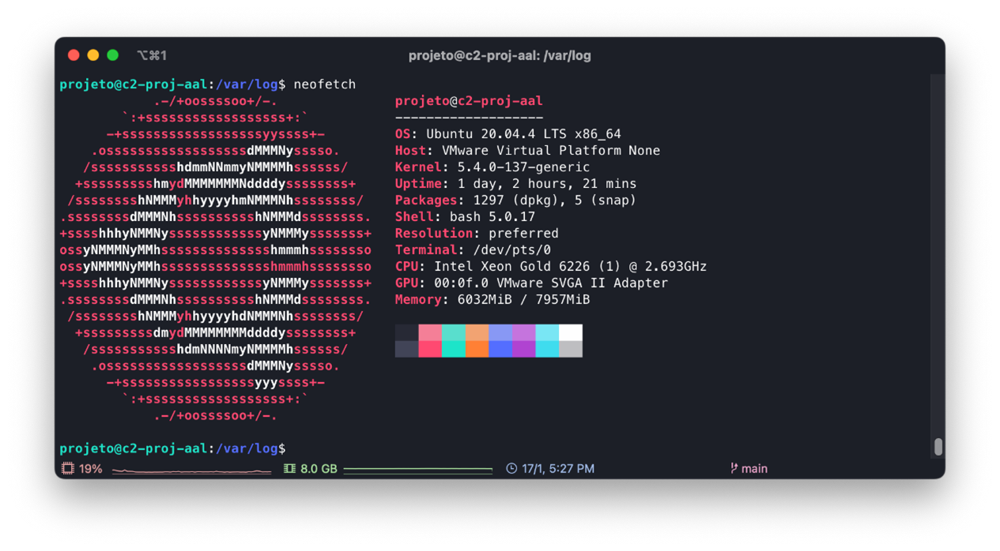 ⌥⌘1 projeto@c2-proj-aal: /var/log
projeto@c2-proj-aal:/var/log$ neofetch
.-/+oossssoo+/-.
`:+ssssssssssssssssss+:`
-+ssssssssssssssssssyyssss+-
.ossssssssssssssssssdMMMNysssso.
/ssssssssssshdmmNNmmyNMMMMhssssss/
+ssssssssshmydMMMMMMMNddddyssssssss+
/sssssssshNMMMyhhyyyyhmNMMMNhssssssss/
.ssssssssdMMMNhsssssssssshNMMMdssssssss.
+sssshhhyNMMNyssssssssssssyNMMMysssssss+
ossyNMMMNyMMhsssssssssssssshmmmhssssssso
ossyNMMMNyMMhsssssssssssssshmmmhssssssso
+sssshhhyNMMNyssssssssssssyNMMMysssssss+
.ssssssssdMMMNhsssssssssshNMMMdssssssss.
/sssssssshNMMMyhhyyyyhdNMMMNhssssssss/
+sssssssssdmydMMMMMMMMddddyssssssss+
/ssssssssssshdmNNNNmyNMMMMhssssss/
.ossssssssssssssssssdMMMNysssso.
-+sssssssssssssssssyyyssss+-
`:+ssssssssssssssssss+:`
.-/+oossssoo+/-.
projeto@c2-proj-aal
-------------------
OS: Ubuntu 20.04.4 LTS x86_64
Host: VMware Virtual Platform None
Kernel: 5.4.0-137-generic
Uptime: 1 day, 2 hours, 21 mins
Packages: 1297 (dpkg), 5 (snap)
Shell: bash 5.0.17
Resolution: preferred
Terminal: /dev/pts/0
CPU: Intel Xeon Gold 6226 (1) @ 2.693GHz
GPU: 00:0f.0 VMware SVGA II Adapter
Memory: 6032MiB / 7957MiB
projeto@c2-proj-aal:/var/log$
19% 8.0 GB 17/1, 5:27 PM main